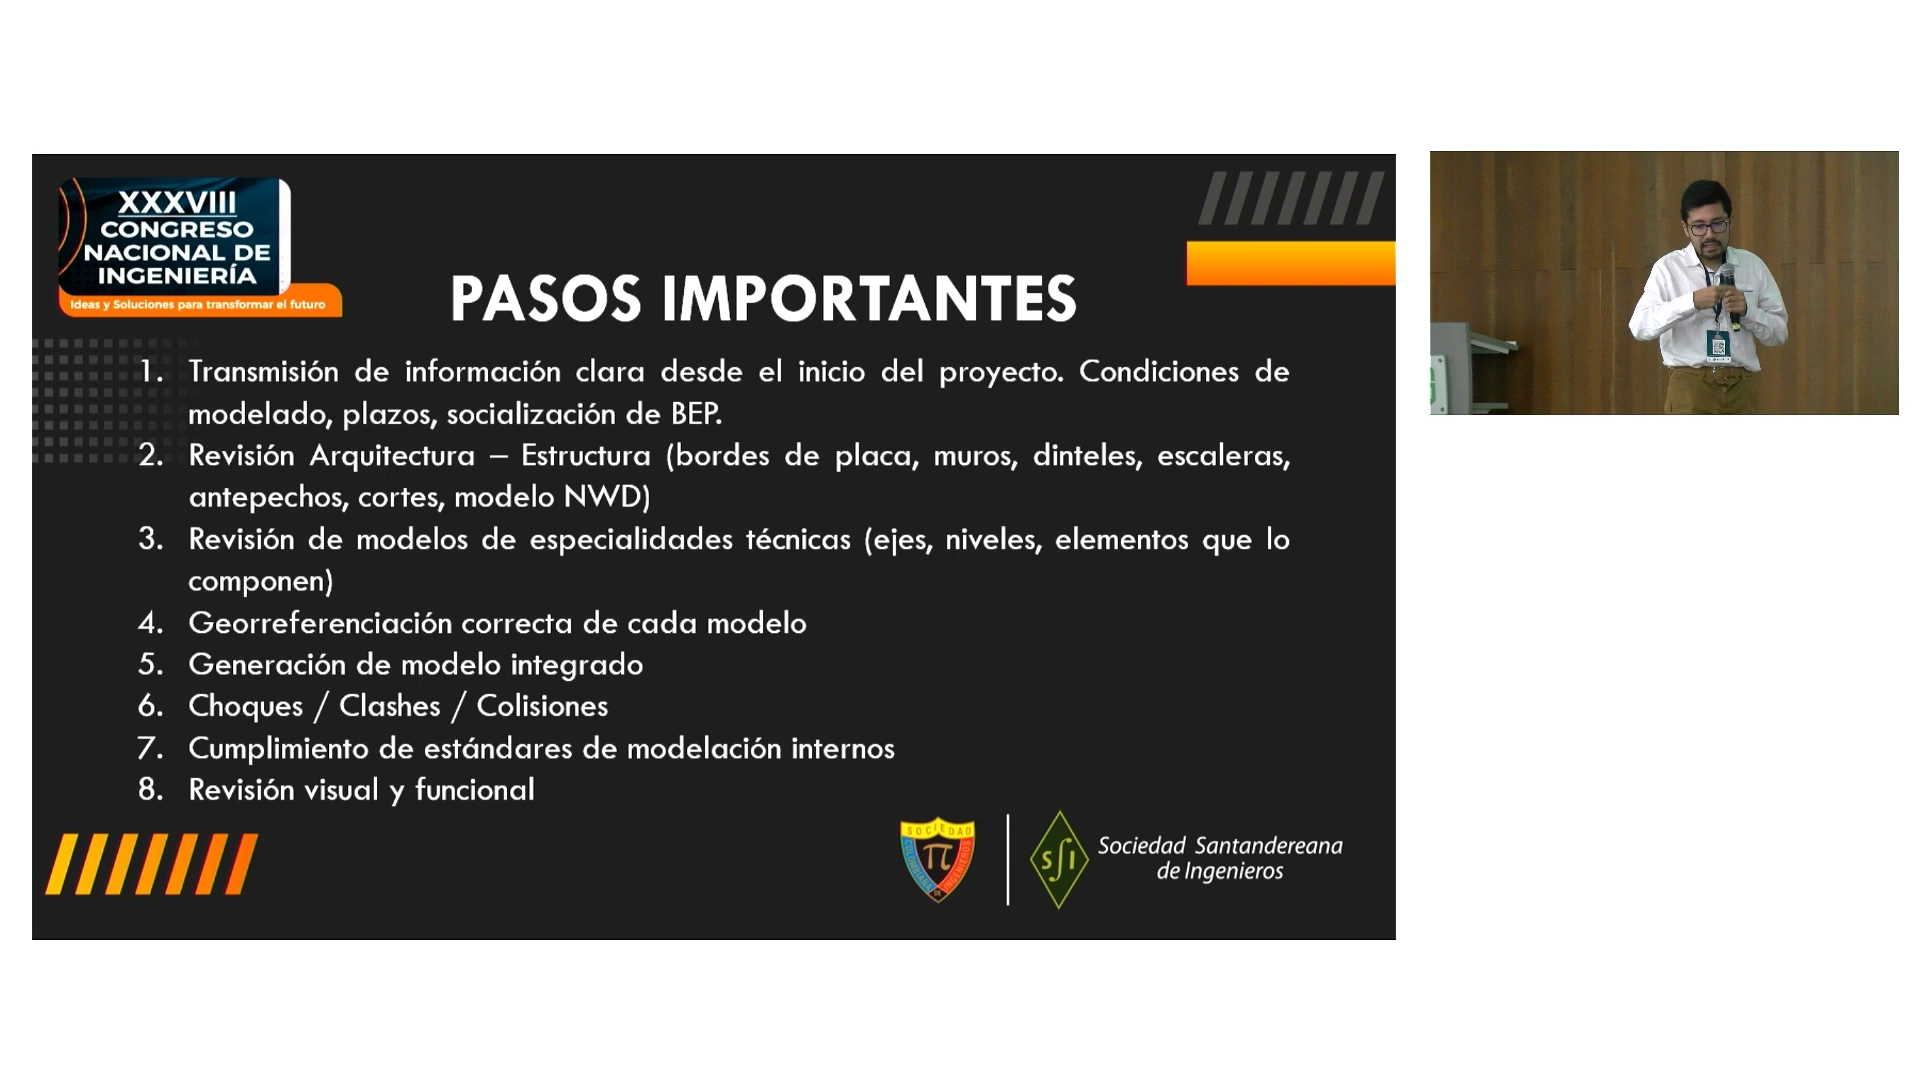 XXXVIII
CONGRESO
NACIONAL DE
INGENIERÍA
Ideas y Soluciones para transformar el futuro
PASOS IMPORTANTES
1. Transmisión de información clara desde el inicio del proyecto. Condiciones de
modelado, plazos, socialización de BEP.
2. Revisión Arquitectura – Estructura (bordes de placa, muros, dinteles, escaleras,
antepechos, cortes, modelo NWD)
3. Revisión de modelos de especialidades técnicas (ejes, niveles, elementos que lo
componen)
4. Georreferenciación correcta de cada modelo
5. Generación de modelo integrado
6. Choques / Clashes / Colisiones
7. Cumplimiento de estándares de modelación internos
8. Revisión visual y funcional
SOCIEDAD
COLOMBIANA
DE
INGENIEROS
π
S∫I
Sociedad Santandereana
de Ingenieros